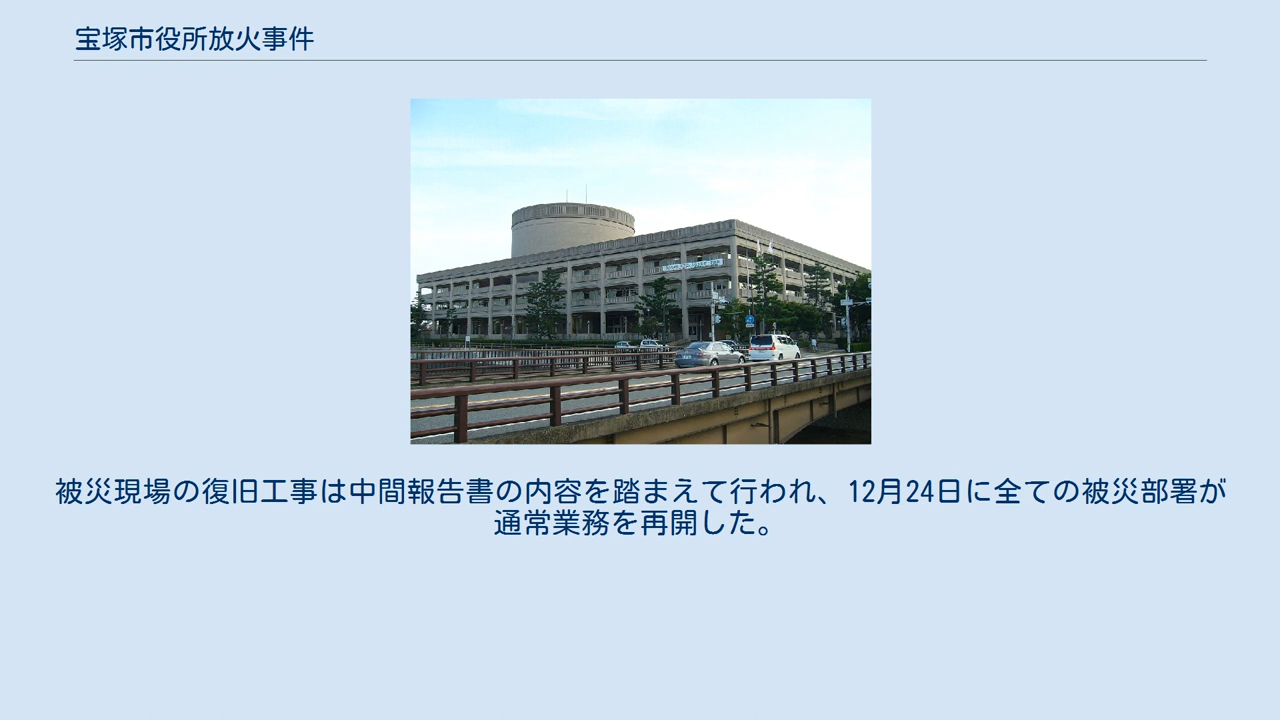 宝塚市役所放火事件
被災現場の復旧工事は中間報告書の内容を踏まえて行われ、12月24日に全ての被災部署が
通常業務を再開した。